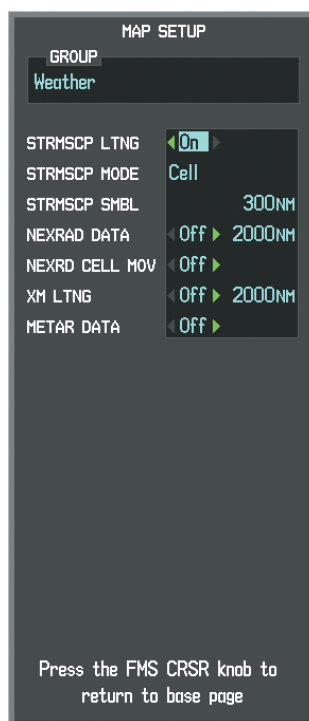 MAP SETUP
GROUP
Weather
STRMSCP LTNG On
STRMSCP MODE Cell
STRMSCP SMBL 300NM
NEXRAD DATA Off 2000NM
NEXRD CELL MOV Off
XM LTNG Off 2000NM
METAR DATA Off
Press the FMS CRSR knob to
return to base page